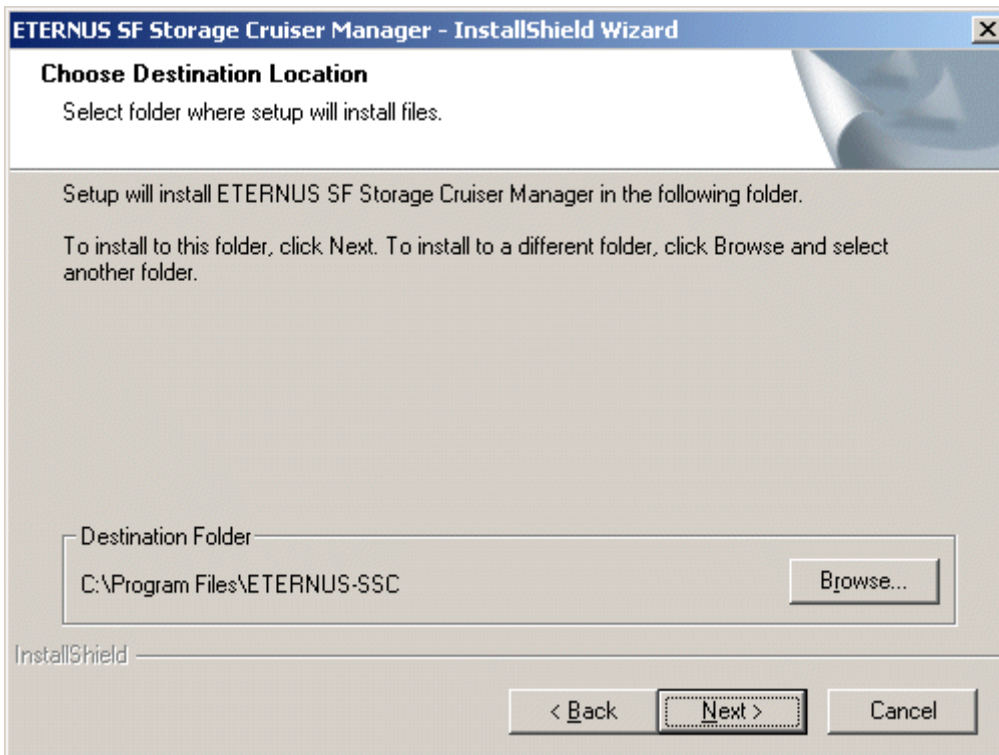 ETERNUS SF Storage Cruiser Manager - InstallShield Wizard
Choose Destination Location
Select folder where setup will install files.
Setup will install ETERNUS SF Storage Cruiser Manager in the following folder.
To install to this folder, click Next. To install to a different folder, click Browse and select
another folder.
Destination Folder
C:\Program Files\ETERNUS-SSC
Browse...
InstallShield
< Back
Next >
Cancel